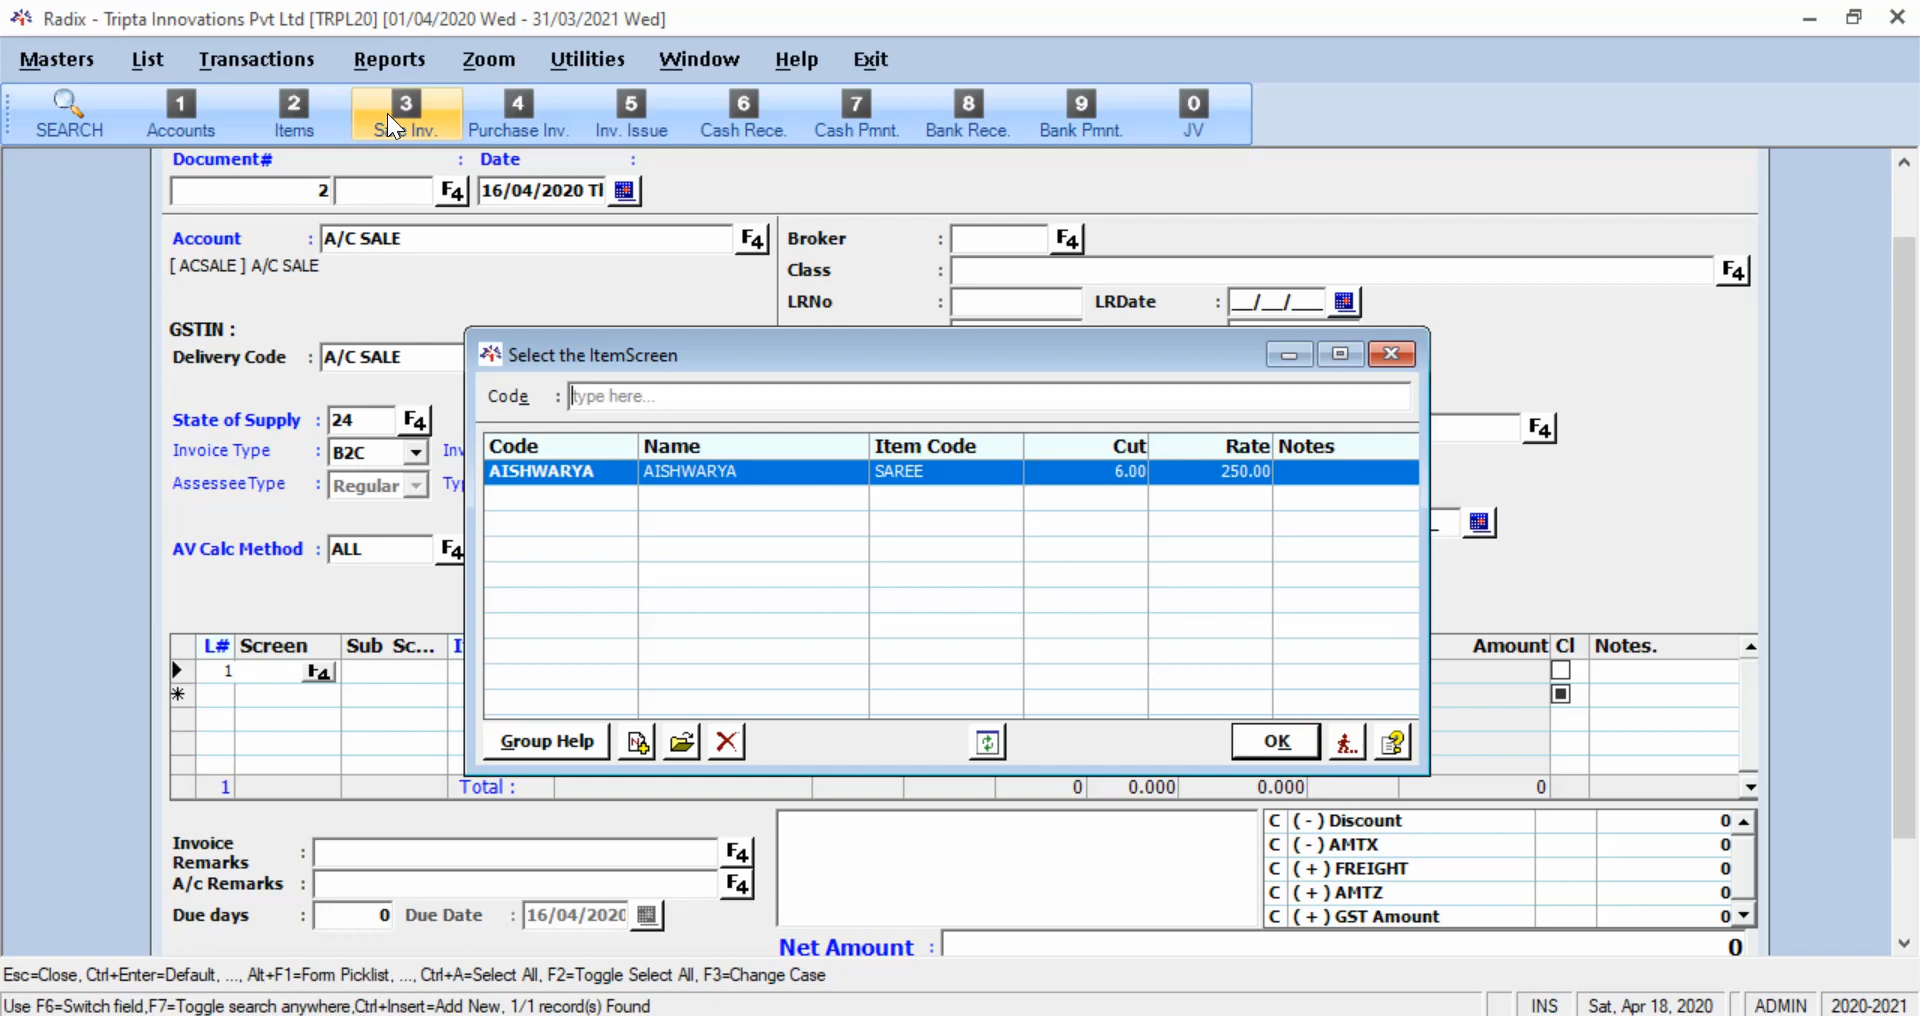 Radix - Tripta Innovations Pvt Ltd [TRPL20] [01/04/2020 Wed - 31/03/2021 Wed]
Masters List Transactions Reports Zoom Utilities Window Help Exit
1 2 3 4 5 6 7 8 9 0
SEARCH Accounts Items Inv. Purchase Inv. Inv. Issue Cash Rece. Cash Pmnt. Bank Rece. Bank Pmnt. JV
Document# : Date :
2 F4 16/04/2020
Account : A/C SALE F4 Broker : F4
[ ACSALE ] A/C SALE Class : F4
LRNo : LRDate : __/__/___
GSTIN :
Delivery Code : A/C SALE
Select the ItemScreen
Code : type here...
State of Supply : 24 F4 F4
Invoice Type : B2C
AssesseeType : Regular
Code Name Item Code Cut Rate Notes
AISHWARYA AISHWARYA SAREE 6.00 250.00
AV Calc Method : ALL F4
L# Screen Sub Sc... Amount Cl Notes.
1 F4
*
Group Help OK
1 Total : 0 0.000 0.000 0
Invoice Remarks : F4
A/c Remarks : F4
Due days : 0 Due Date : 16/04/2020
C ( - ) Discount 0
C ( - ) AMTX 0
C ( + ) FREIGHT 0
C ( + ) AMTZ 0
C ( + ) GST Amount 0
Net Amount : 0
Esc=Close, Ctrl+Enter=Default, ..., Alt+F1=Form Picklist, ..., Ctrl+A=Select All, F2=Toggle Select All, F3=Change Case
Use F6=Switch field,F7=Toggle search anywhere,Ctrl+Insert=Add New, 1/1 record(s) Found INS Sat, Apr 18, 2020 ADMIN 2020-2021